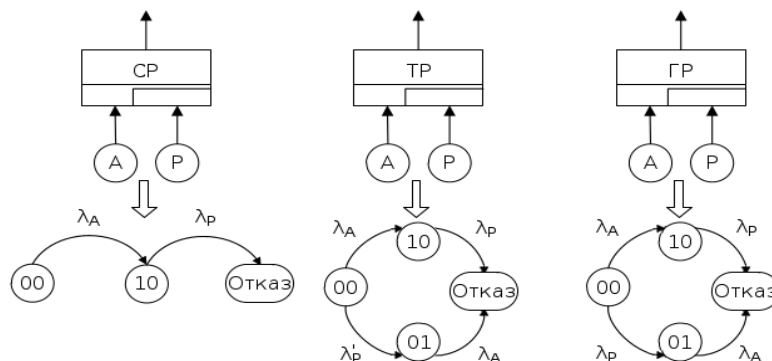 СР
ТР
ГР
А Р
А Р
А Р
λА λР
00 10 Отказ
λА λР
10
00 Отказ
01
λ'Р λА
λА λР
10
00 Отказ
01
λР λА